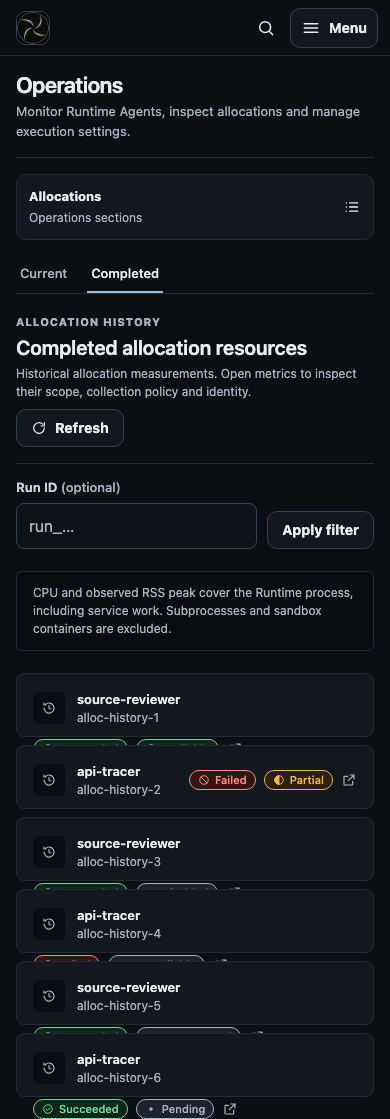 Menu
Operations
Monitor Runtime Agents, inspect allocations and manage
execution settings.
Allocations
Operations sections
Current Completed
ALLOCATION HISTORY
Completed allocation resources
Historical allocation measurements. Open metrics to inspect
their scope, collection policy and identity.
Refresh
Run ID (optional)
run_...
Apply filter
CPU and observed RSS peak cover the Runtime process,
including service work. Subprocesses and sandbox
containers are excluded.
source-reviewer
alloc-history-1
api-tracer
alloc-history-2
Failed Partial
source-reviewer
alloc-history-3
api-tracer
alloc-history-4
source-reviewer
alloc-history-5
api-tracer
alloc-history-6
Succeeded Pending